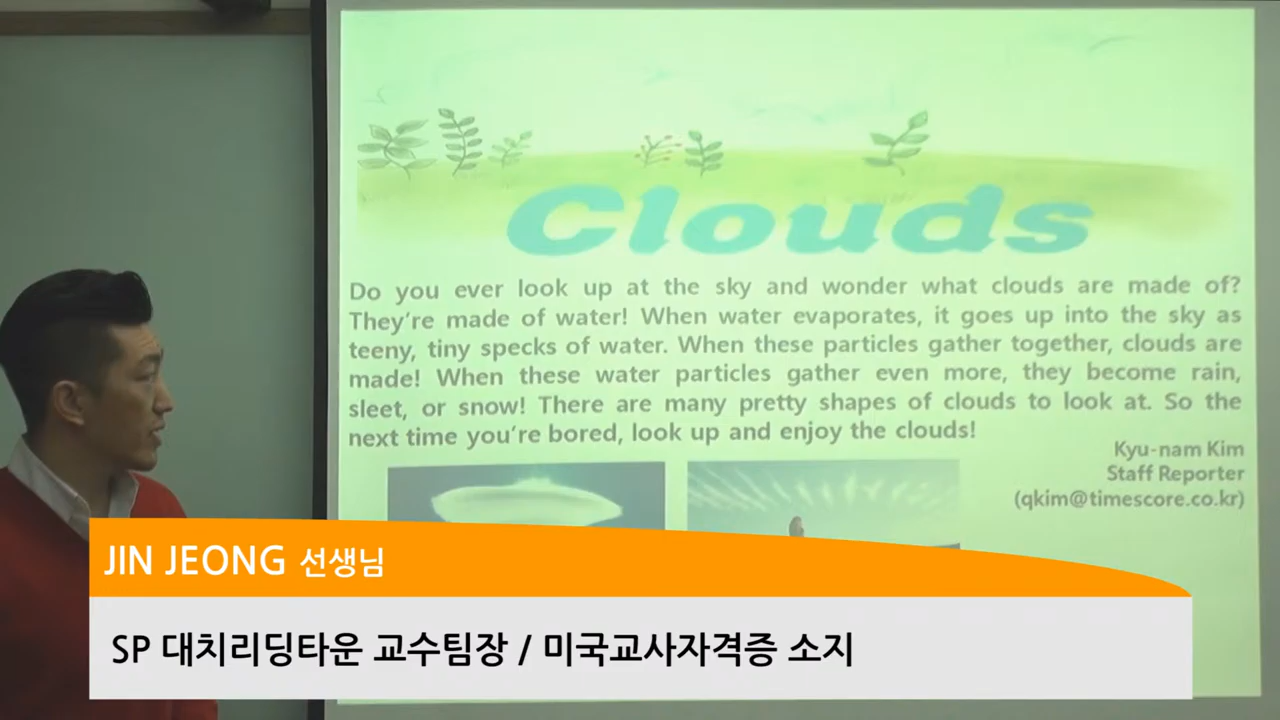 Clouds
Do you ever look up at the sky and wonder what clouds are made of?
They're made of water! When water evaporates, it goes up into the sky as
teeny, tiny specks of water. When these particles gather together, clouds are
made! When these water particles gather even more, they become rain,
sleet, or snow! There are many pretty shapes of clouds to look at. So the
next time you're bored, look up and enjoy the clouds!
Kyu-nam Kim
Staff Reporter
(qkim@timescore.co.kr)
JIN JEONG 선생님
SP 대치리딩타운 교수팀장 / 미국교사자격증 소지